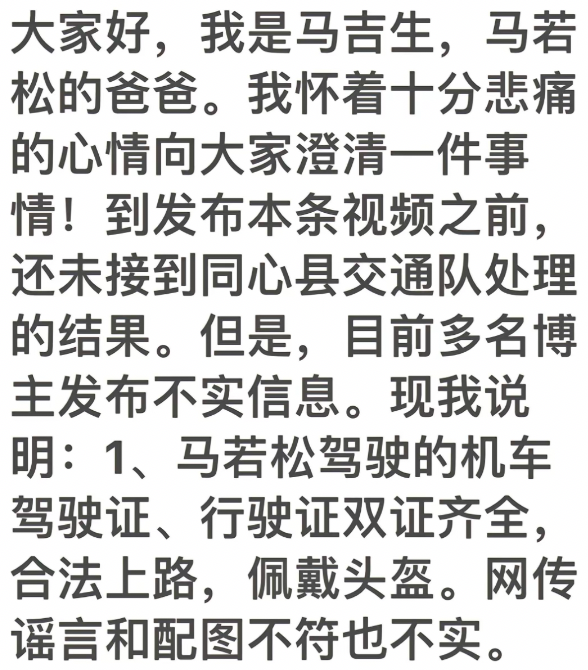 大家好，我是马吉生，马若
松的爸爸。我怀着十分悲痛
的心情向大家澄清一件事
情！到发布本条视频之前，
还未接到同心县交通队处理
的结果。但是，目前多名博
主发布不实信息。现我说
明：1、马若松驾驶的机车
驾驶证、行驶证双证齐全，
合法上路，佩戴头盔。网传
谣言和配图不符也不实。